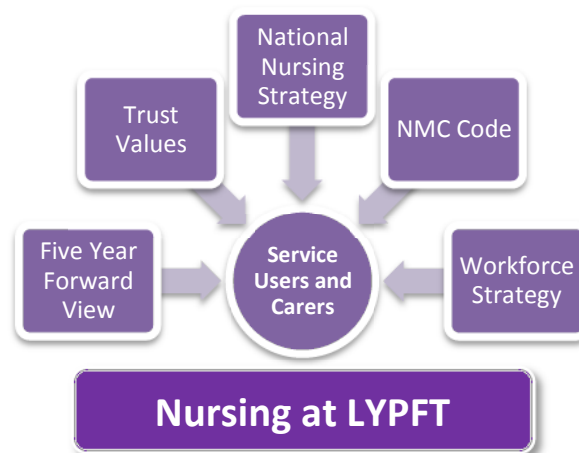 National
Nursing
Strategy
Trust
Values
NMC Code
Five Year
Forward
View
Service
Users and
Carers
Workforce
Strategy
Nursing at LYPFT